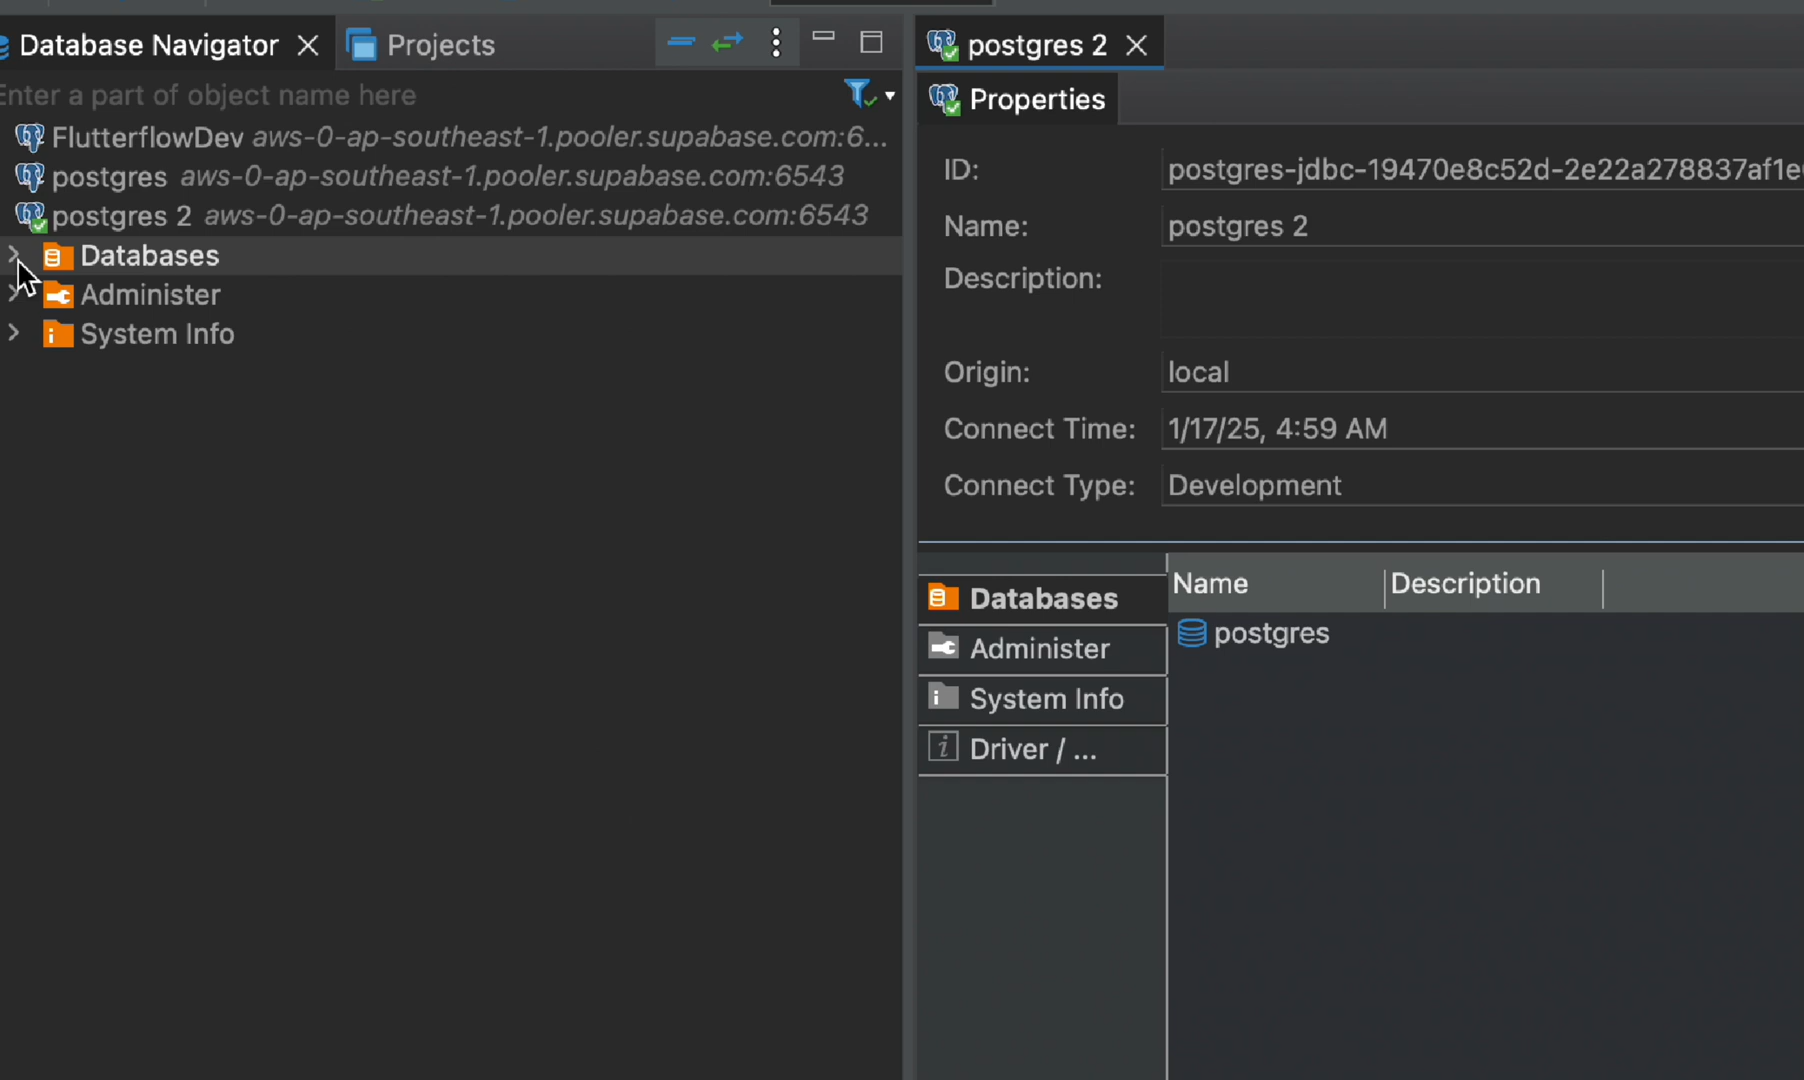 Database Navigator
Projects
Enter a part of object name here
FlutterflowDev aws-0-ap-southeast-1.pooler.supabase.com:6...
postgres aws-0-ap-southeast-1.pooler.supabase.com:6543
postgres 2 aws-0-ap-southeast-1.pooler.supabase.com:6543
Databases
Administer
System Info
postgres 2
Properties
ID: postgres-jdbc-19470e8c52d-2e22a278837af1e
Name: postgres 2
Description:
Origin: local
Connect Time: 1/17/25, 4:59 AM
Connect Type: Development
Databases
Administer
System Info
Driver / ...
Name Description
postgres